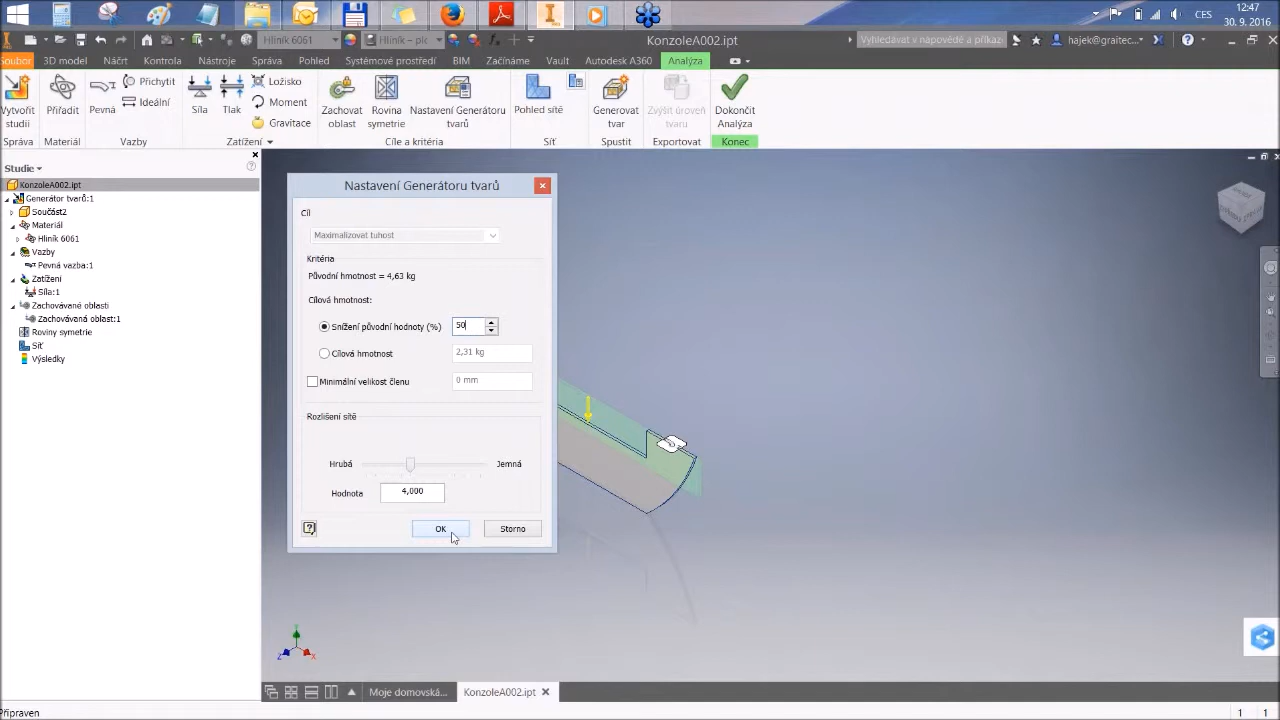 12:47
CES
30. 9. 2016
Hliník 6061
Hliník – ple
KonzoleA002.ipt
Vyhledávat v nápovědě a příkaz
hajek@graitec...
Soubor
3D model
Náčrt
Kontrola
Nástroje
Správa
Pohled
Systémové prostředí
BIM
Začínáme
Vault
Autodesk A360
Analýza
Vytvořit studii
Přiřadit
Pevná
Přichytit
Ideální
Síla
Tlak
Ložisko
Moment
Gravitace
Zachovat oblast
Rovina symetrie
Nastavení Generátoru tvarů
Pohled sítě
Generovat tvar
Zvýšit úroveň tvaru
Dokončit Analýza
Správa
Materiál
Vazby
Zatížení
Cíle a kritéria
Síť
Spustit
Exportovat
Konec
Studie
KonzoleA002.ipt
Generátor tvarů:1
Součást2
Materiál
Hliník 6061
Vazby
Pevná vazba:1
Zatížení
Síla:1
Zachovávané oblasti
Zachovávaná oblast:1
Roviny symetrie
Síť
Výsledky
Nastavení Generátoru tvarů
Cíl
Maximalizovat tuhost
Kritéria
Původní hmotnost = 4,63 kg
Cílová hmotnost:
Snížení původní hodnoty (%)
50
Cílová hmotnost
2,31 kg
Minimální velikost členu
0 mm
Rozlišení sítě
Hrubá
Jemná
Hodnota
4,000
OK
Storno
Z
X
Moje domovská...
KonzoleA002.ipt
Připraven
1
1